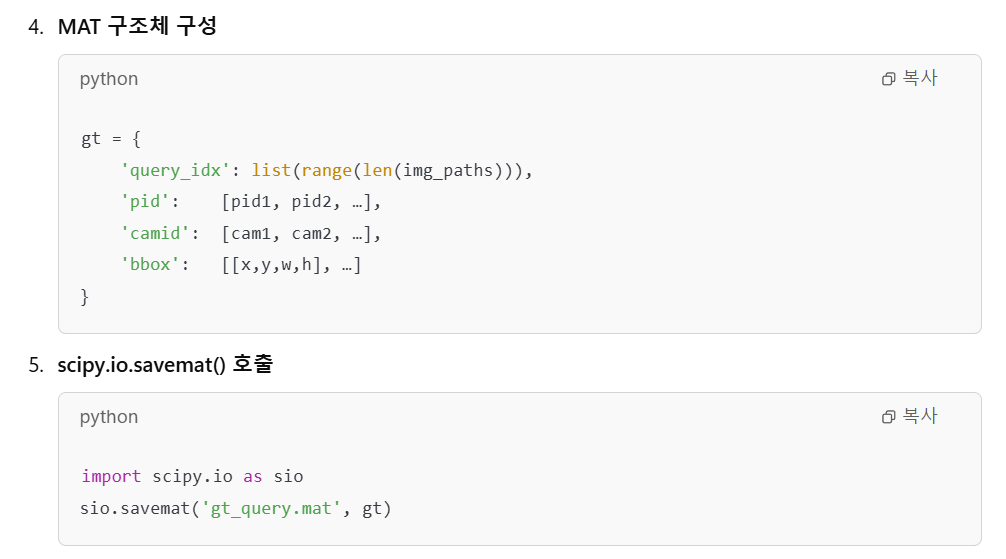 4. MAT 구조체 구성
python 복사
gt = {
    'query_idx': list(range(len(img_paths))),
    'pid':    [pid1, pid2, …],
    'camid':  [cam1, cam2, …],
    'bbox':   [[x,y,w,h], …]
}
5. scipy.io.savemat() 호출
python 복사
import scipy.io as sio
sio.savemat('gt_query.mat', gt)